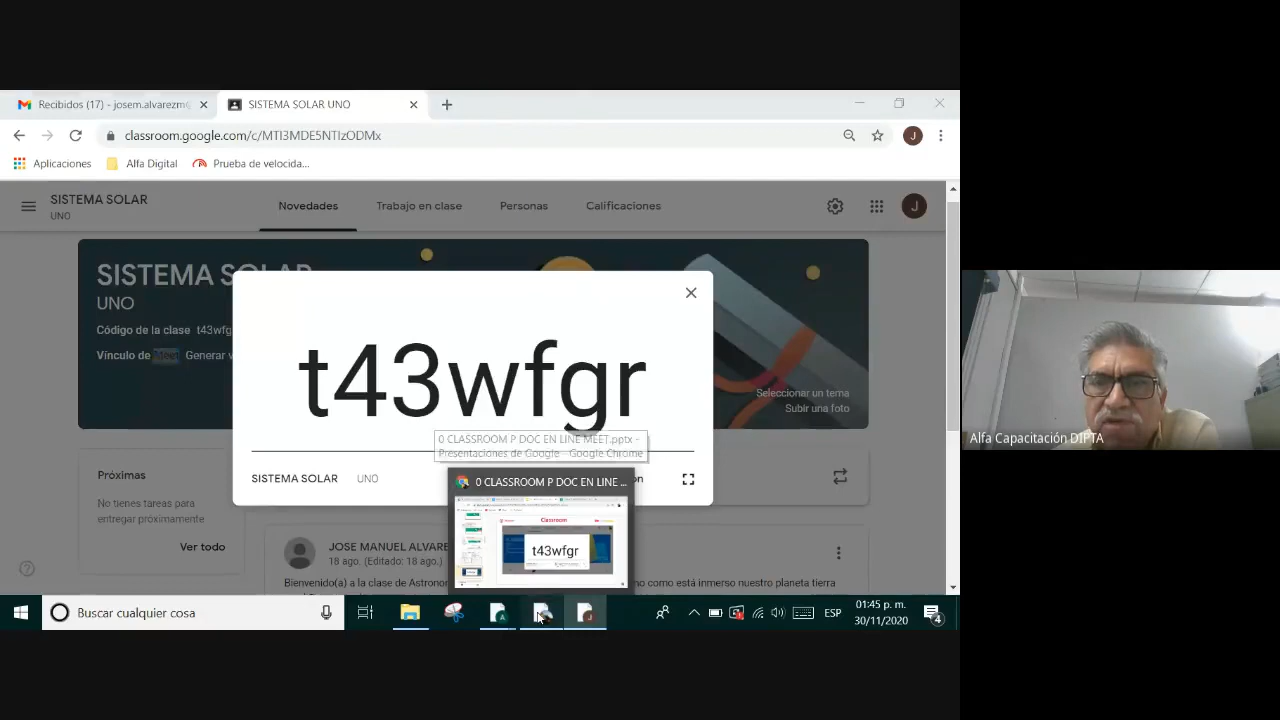 Recibidos (17) - josem.alvarezm@
SISTEMA SOLAR UNO
classroom.google.com/c/MTI3MDE5NTIzODMx
Aplicaciones
Alfa Digital
Prueba de velocida...
SISTEMA SOLAR
UNO
Novedades
Trabajo en clase
Personas
Calificaciones
J
SISTEMA SOLAR
UNO
Código de la clase t43wfg
Vínculo de Meet Generar v
t43wfgr
Seleccionar un tema
Subir una foto
SISTEMA SOLAR UNO
0 CLASSROOM P DOC EN LINE MEET.pptx -
Presentaciones de Google - Google Chrome
0 CLASSROOM P DOC EN LINE ...
Classroom
t43wfgr
Próximas
No tienes tareas para
entregar próximamente
Ver todo
JOSE MANUEL ALVARE
18 ago. (Editado: 18 ago.)
Bienvenido(a) a la clase de Astronom
no como está inmerso nuestro planeta tierra
Alfa Capacitación DIPTA
Buscar cualquier cosa
ESP
01:45 p. m.
30/11/2020
4